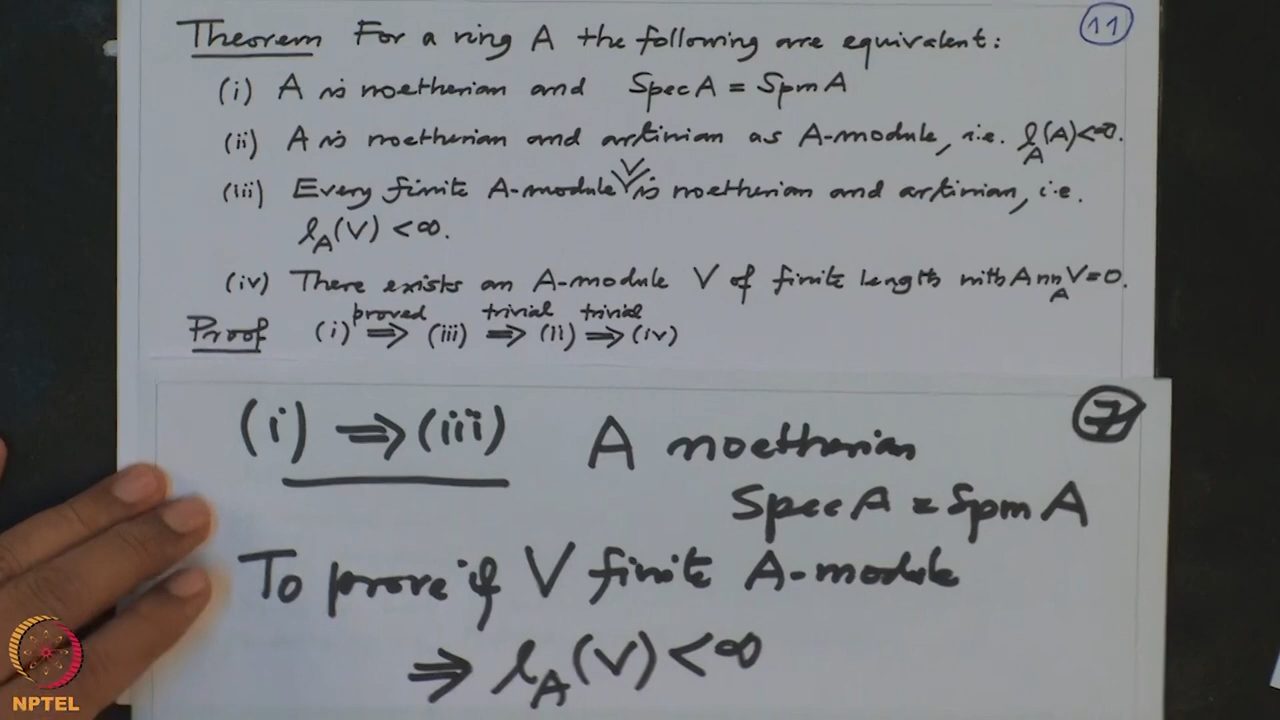 Theorem For a ring A the following are equivalent:
11
(i) A is noetherian and Spec A = Spm A
(ii) A is noetherian and artinian as A-module, i.e. ℓ_A(A)<∞.
(iii) Every finite A-module V is noetherian and artinian, i.e.
ℓ_A(V) <∞.
(iv) There exists an A-module V of finite length with Ann_A V=0.
Proof (i) proved ⇒ (iii) trivial ⇒ (ii) trivial ⇒ (iv)
7
(i) ⇒ (iii) A noetherian
Spec A = Spm A
To prove if V finite A-module
⇒ ℓ_A(V) < ∞
NPTEL